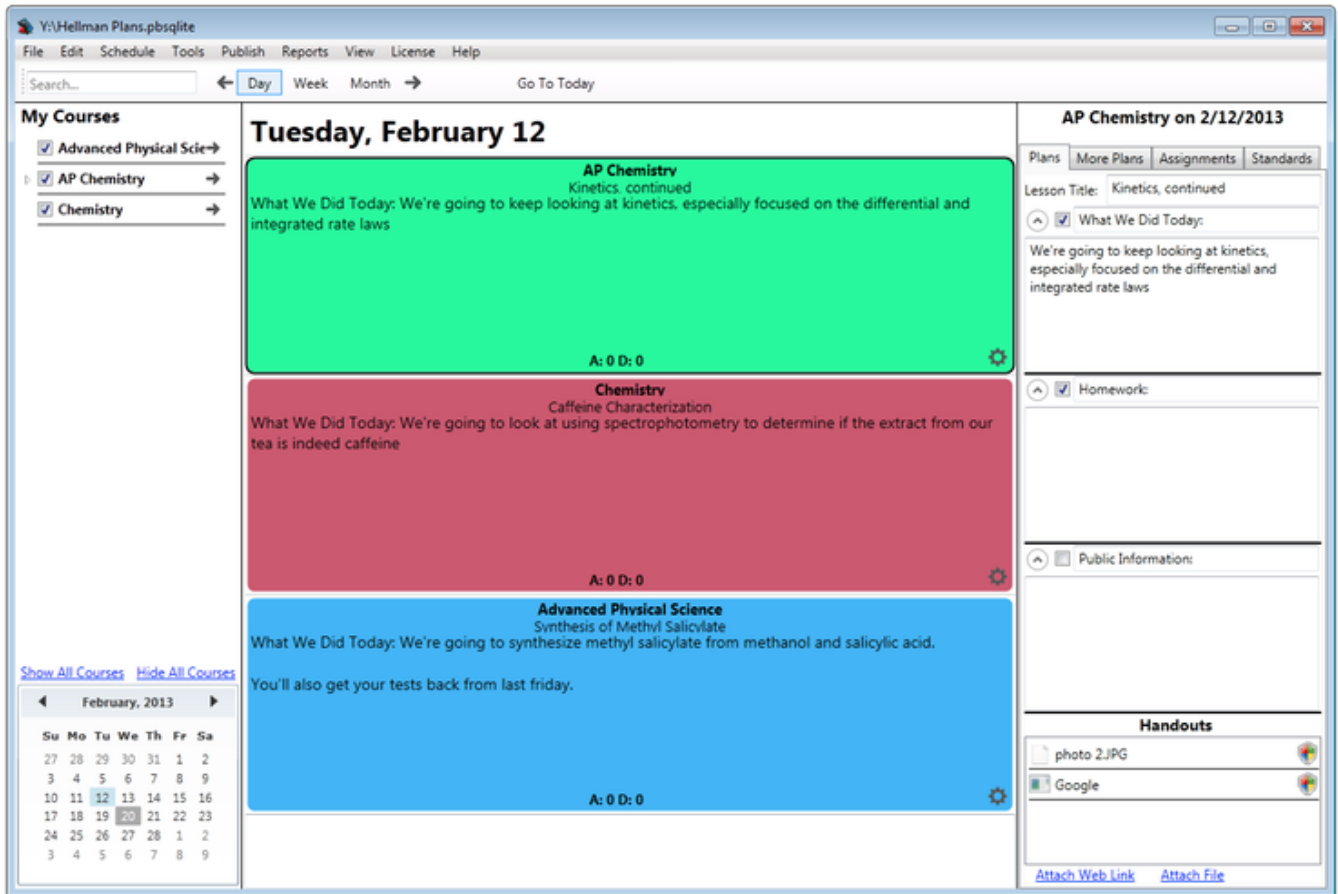 Y:\Hellman Plans.pbsqlite
File Edit Schedule Tools Publish Reports View License Help
Search... Day Week Month Go To Today
My Courses
Advanced Physical Scie
AP Chemistry
Chemistry
Show All Courses Hide All Courses
February, 2013
Su Mo Tu We Th Fr Sa
27 28 29 30 31 1 2
3 4 5 6 7 8 9
10 11 12 13 14 15 16
17 18 19 20 21 22 23
24 25 26 27 28 1 2
3 4 5 6 7 8 9
Tuesday, February 12
AP Chemistry
Kinetics, continued
What We Did Today: We're going to keep looking at kinetics, especially focused on the differential and
integrated rate laws
A: 0 D: 0
Chemistry
Caffeine Characterization
What We Did Today: We're going to look at using spectrophotometry to determine if the extract from our
tea is indeed caffeine
A: 0 D: 0
Advanced Physical Science
Synthesis of Methyl Salicylate
What We Did Today: We're going to synthesize methyl salicylate from methanol and salicylic acid.
You'll also get your tests back from last friday.
A: 0 D: 0
AP Chemistry on 2/12/2013
Plans More Plans Assignments Standards
Lesson Title: Kinetics, continued
What We Did Today:
We're going to keep looking at kinetics,
especially focused on the differential and
integrated rate laws
Homework:
Public Information:
Handouts
photo 2.JPG
Google
Attach Web Link Attach File